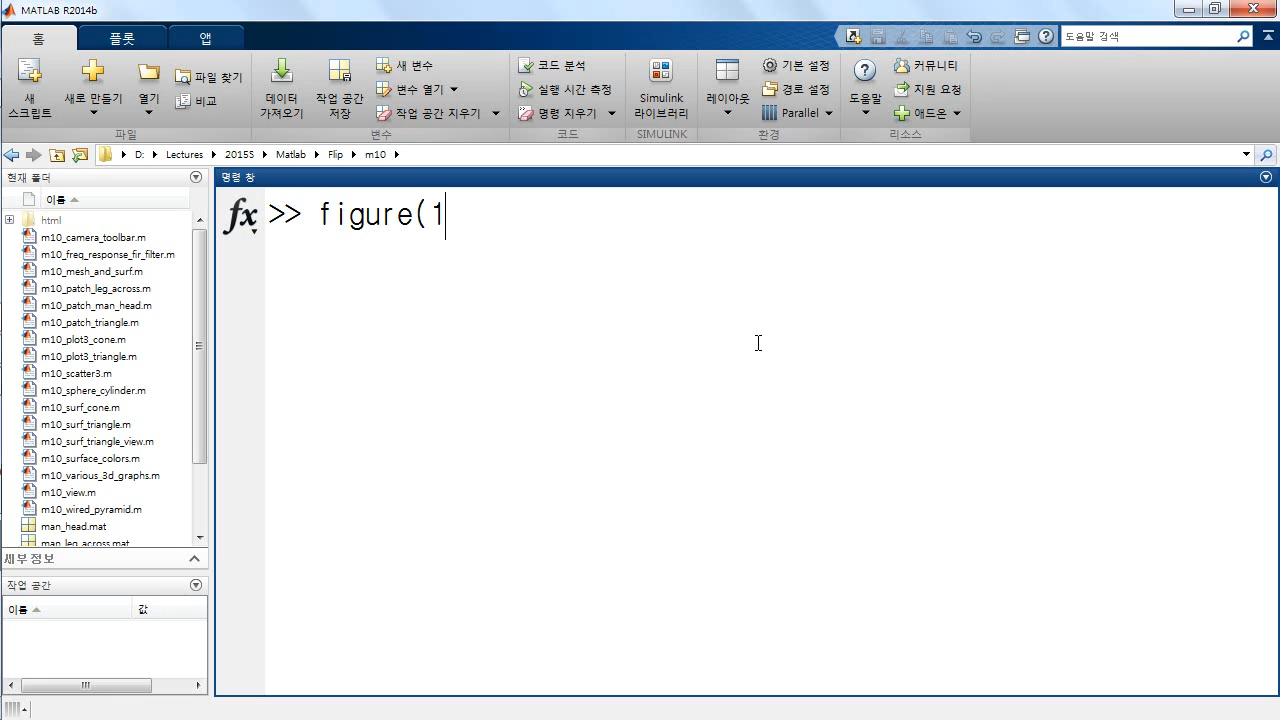 MATLAB R2014b
홈 플롯 앱
도움말 검색
새 스크립트
새로 만들기
열기
파일 찾기
비교
파일
데이터 가져오기
작업 공간 저장
새 변수
변수 열기
작업 공간 지우기
변수
코드 분석
실행 시간 측정
명령 지우기
코드
Simulink 라이브러리
SIMULINK
레이아웃
기본 설정
경로 설정
Parallel
환경
도움말
커뮤니티
지원 요청
애드온
리소스
D: Lectures 2015S Matlab Flip m10
현재 폴더
이름
html
m10_camera_toolbar.m
m10_freq_response_fir_filter.m
m10_mesh_and_surf.m
m10_patch_leg_across.m
m10_patch_man_head.m
m10_patch_triangle.m
m10_plot3_cone.m
m10_plot3_triangle.m
m10_scatter3.m
m10_sphere_cylinder.m
m10_surf_cone.m
m10_surf_triangle.m
m10_surf_triangle_view.m
m10_surface_colors.m
m10_various_3d_graphs.m
m10_view.m
m10_wired_pyramid.m
man_head.mat
man_leg_across.mat
세부 정보
작업 공간
이름 값
명령 창
fx >> figure(1